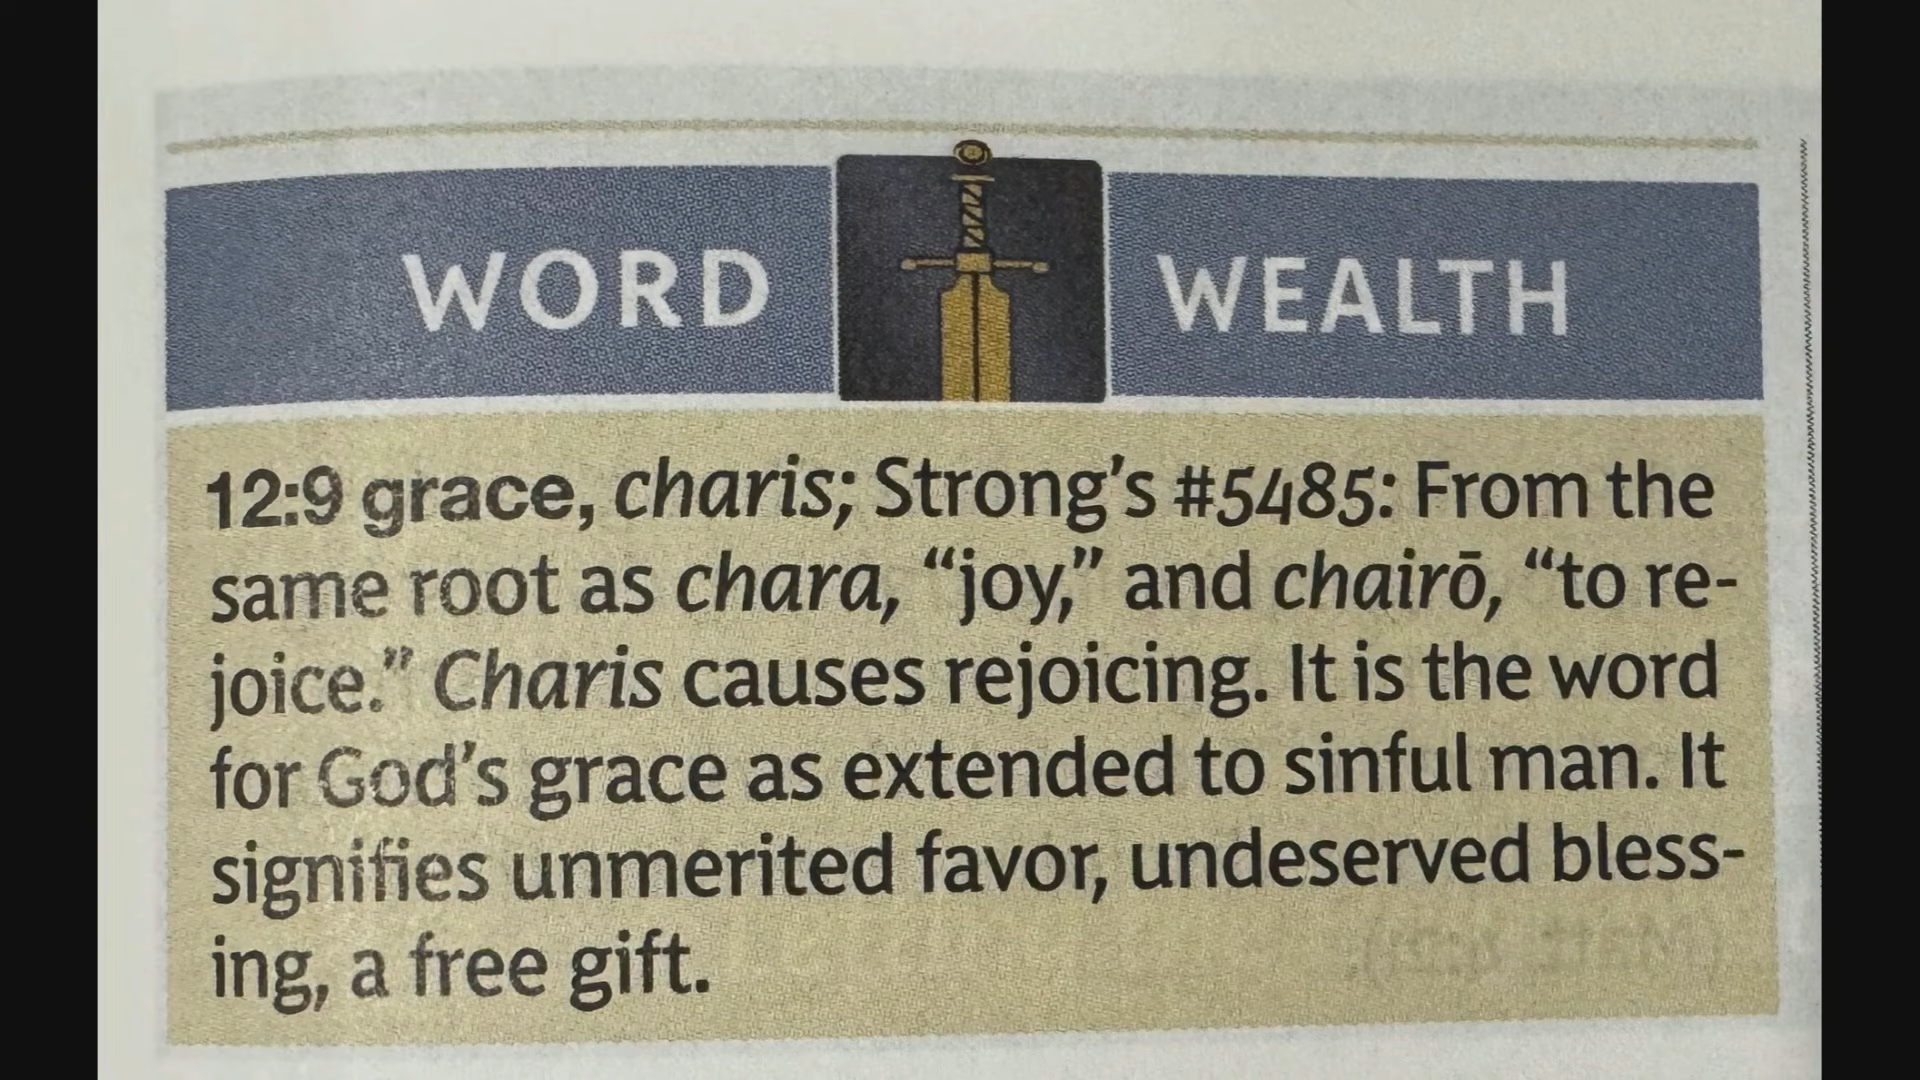 WORD WEALTH
12:9 grace, charis; Strong's #5485: From the
same root as chara, “joy,” and chairō, “to re-
joice.” Charis causes rejoicing. It is the word
for God's grace as extended to sinful man. It
signifies unmerited favor, undeserved bless-
ing, a free gift.